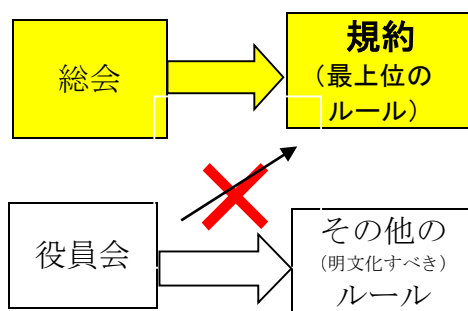 総会
規約
（最上位の
ルール）
役員会
その他の
（明文化すべき）
ルール